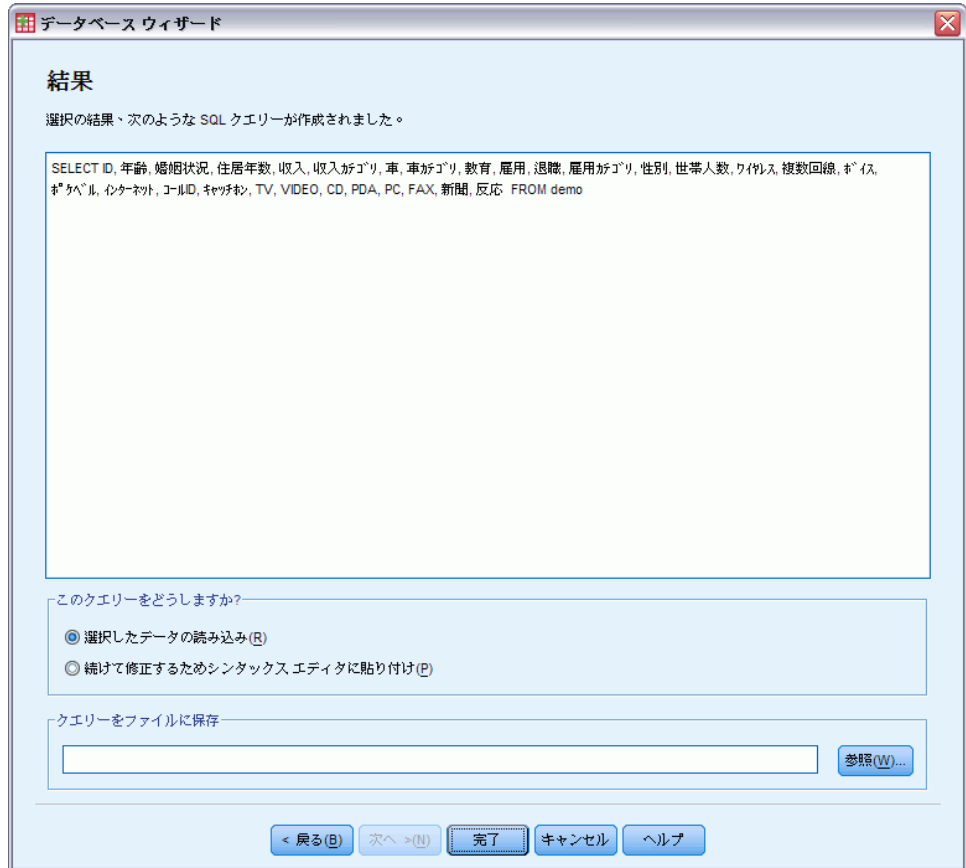 データベース ウィザード
結果
選択の結果、次のような SQL クエリーが作成されました。
SELECT ID, 年齢, 婚姻状況, 住居年数, 収入, 収入ｶﾃｺﾞﾘ, 車, 車ｶﾃｺﾞﾘ, 教育, 雇用, 退職, 雇用ｶﾃｺﾞﾘ, 性別, 世帯人数, ﾜｲﾔﾚｽ, 複数回線, ﾎﾞｲｽ,
ﾎﾟｹﾍﾞﾙ, ｲﾝﾀｰﾈｯﾄ, ｺｰﾙID, ｷｬｯﾁﾎﾝ, TV, VIDEO, CD, PDA, PC, FAX, 新聞, 反応 FROM demo
このクエリーをどうしますか?
選択したデータの読み込み(R)
続けて修正するためシンタックス エディタに貼り付け(P)
クエリーをファイルに保存
参照(W)...
< 戻る(B) 次へ >(N) 完了 キャンセル ヘルプ